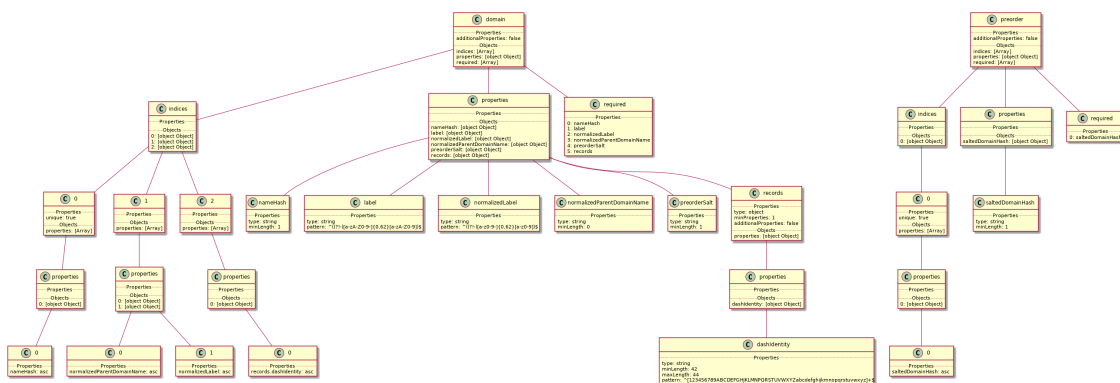 C domain
Properties
additionalProperties: false
Objects
indices: [Array]
properties: [object Object]
required: [Array]
C preorder
Properties
additionalProperties: false
Objects
indices: [Array]
properties: [object Object]
required: [Array]
C indices
Properties
Objects
0: [object Object]
1: [object Object]
2: [object Object]
C properties
Properties
Objects
nameHash: [object Object]
label: [object Object]
normalizedLabel: [object Object]
normalizedParentDomainName: [object Object]
preorderSalt: [object Object]
records: [object Object]
C required
Properties
0: nameHash
1: label
2: normalizedLabel
3: normalizedParentDomainName
4: preorderSalt
5: records
C indices
Properties
Objects
0: [object Object]
C properties
Properties
Objects
saltedDomainHash: [object Object]
C required
Properties
0: saltedDomainHash
C 0
Properties
unique: true
Objects
properties: [Array]
C 1
Properties
Objects
properties: [Array]
C 2
Properties
Objects
properties: [Array]
C nameHash
Properties
type: string
minLength: 1
C label
Properties
type: string
C normalizedLabel
Properties
type: string
C normalizedParentDomainName
Properties
type: string
minLength: 0
C preorderSalt
Properties
type: string
minLength: 1
C records
Properties
type: object
minProperties: 1
additionalProperties: false
Objects
properties: [object Object]
C 0
Properties
unique: true
Objects
properties: [Array]
C saltedDomainHash
Properties
type: string
minLength: 1
C properties
Properties
Objects
0: [object Object]
C properties
Properties
Objects
0: [object Object]
1: [object Object]
C properties
Properties
Objects
0: [object Object]
C properties
Properties
Objects
dashIdentity: [object Object]
C properties
Properties
Objects
0: [object Object]
C 0
Properties
nameHash: asc
C 0
Properties
normalizedParentDomainName: asc
C 1
Properties
normalizedLabel: asc
C 0
Properties
records.dashIdentity: asc
C dashIdentity
Properties
type: string
minLength: 42
maxLength: 44
pattern: ^[123456789ABCDEFGHJKLMNPQRSTUVWXYZabcdefghijkmnopqrstuvwxyz]+$
C 0
Properties
saltedDomainHash: asc